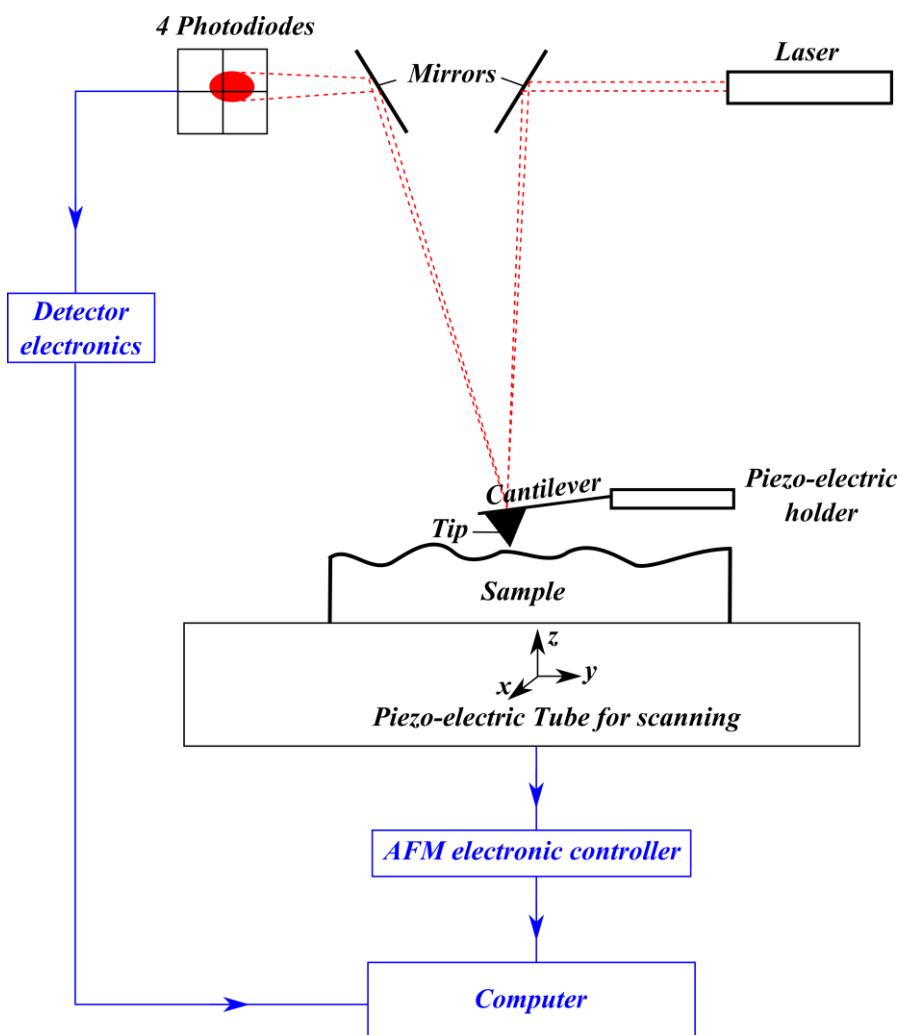 4 Photodiodes
Laser
Mirrors
Detector
electronics
Cantilever
Piezo-electric
holder
Tip
Sample
z
y
x
Piezo-electric Tube for scanning
AFM electronic controller
Computer